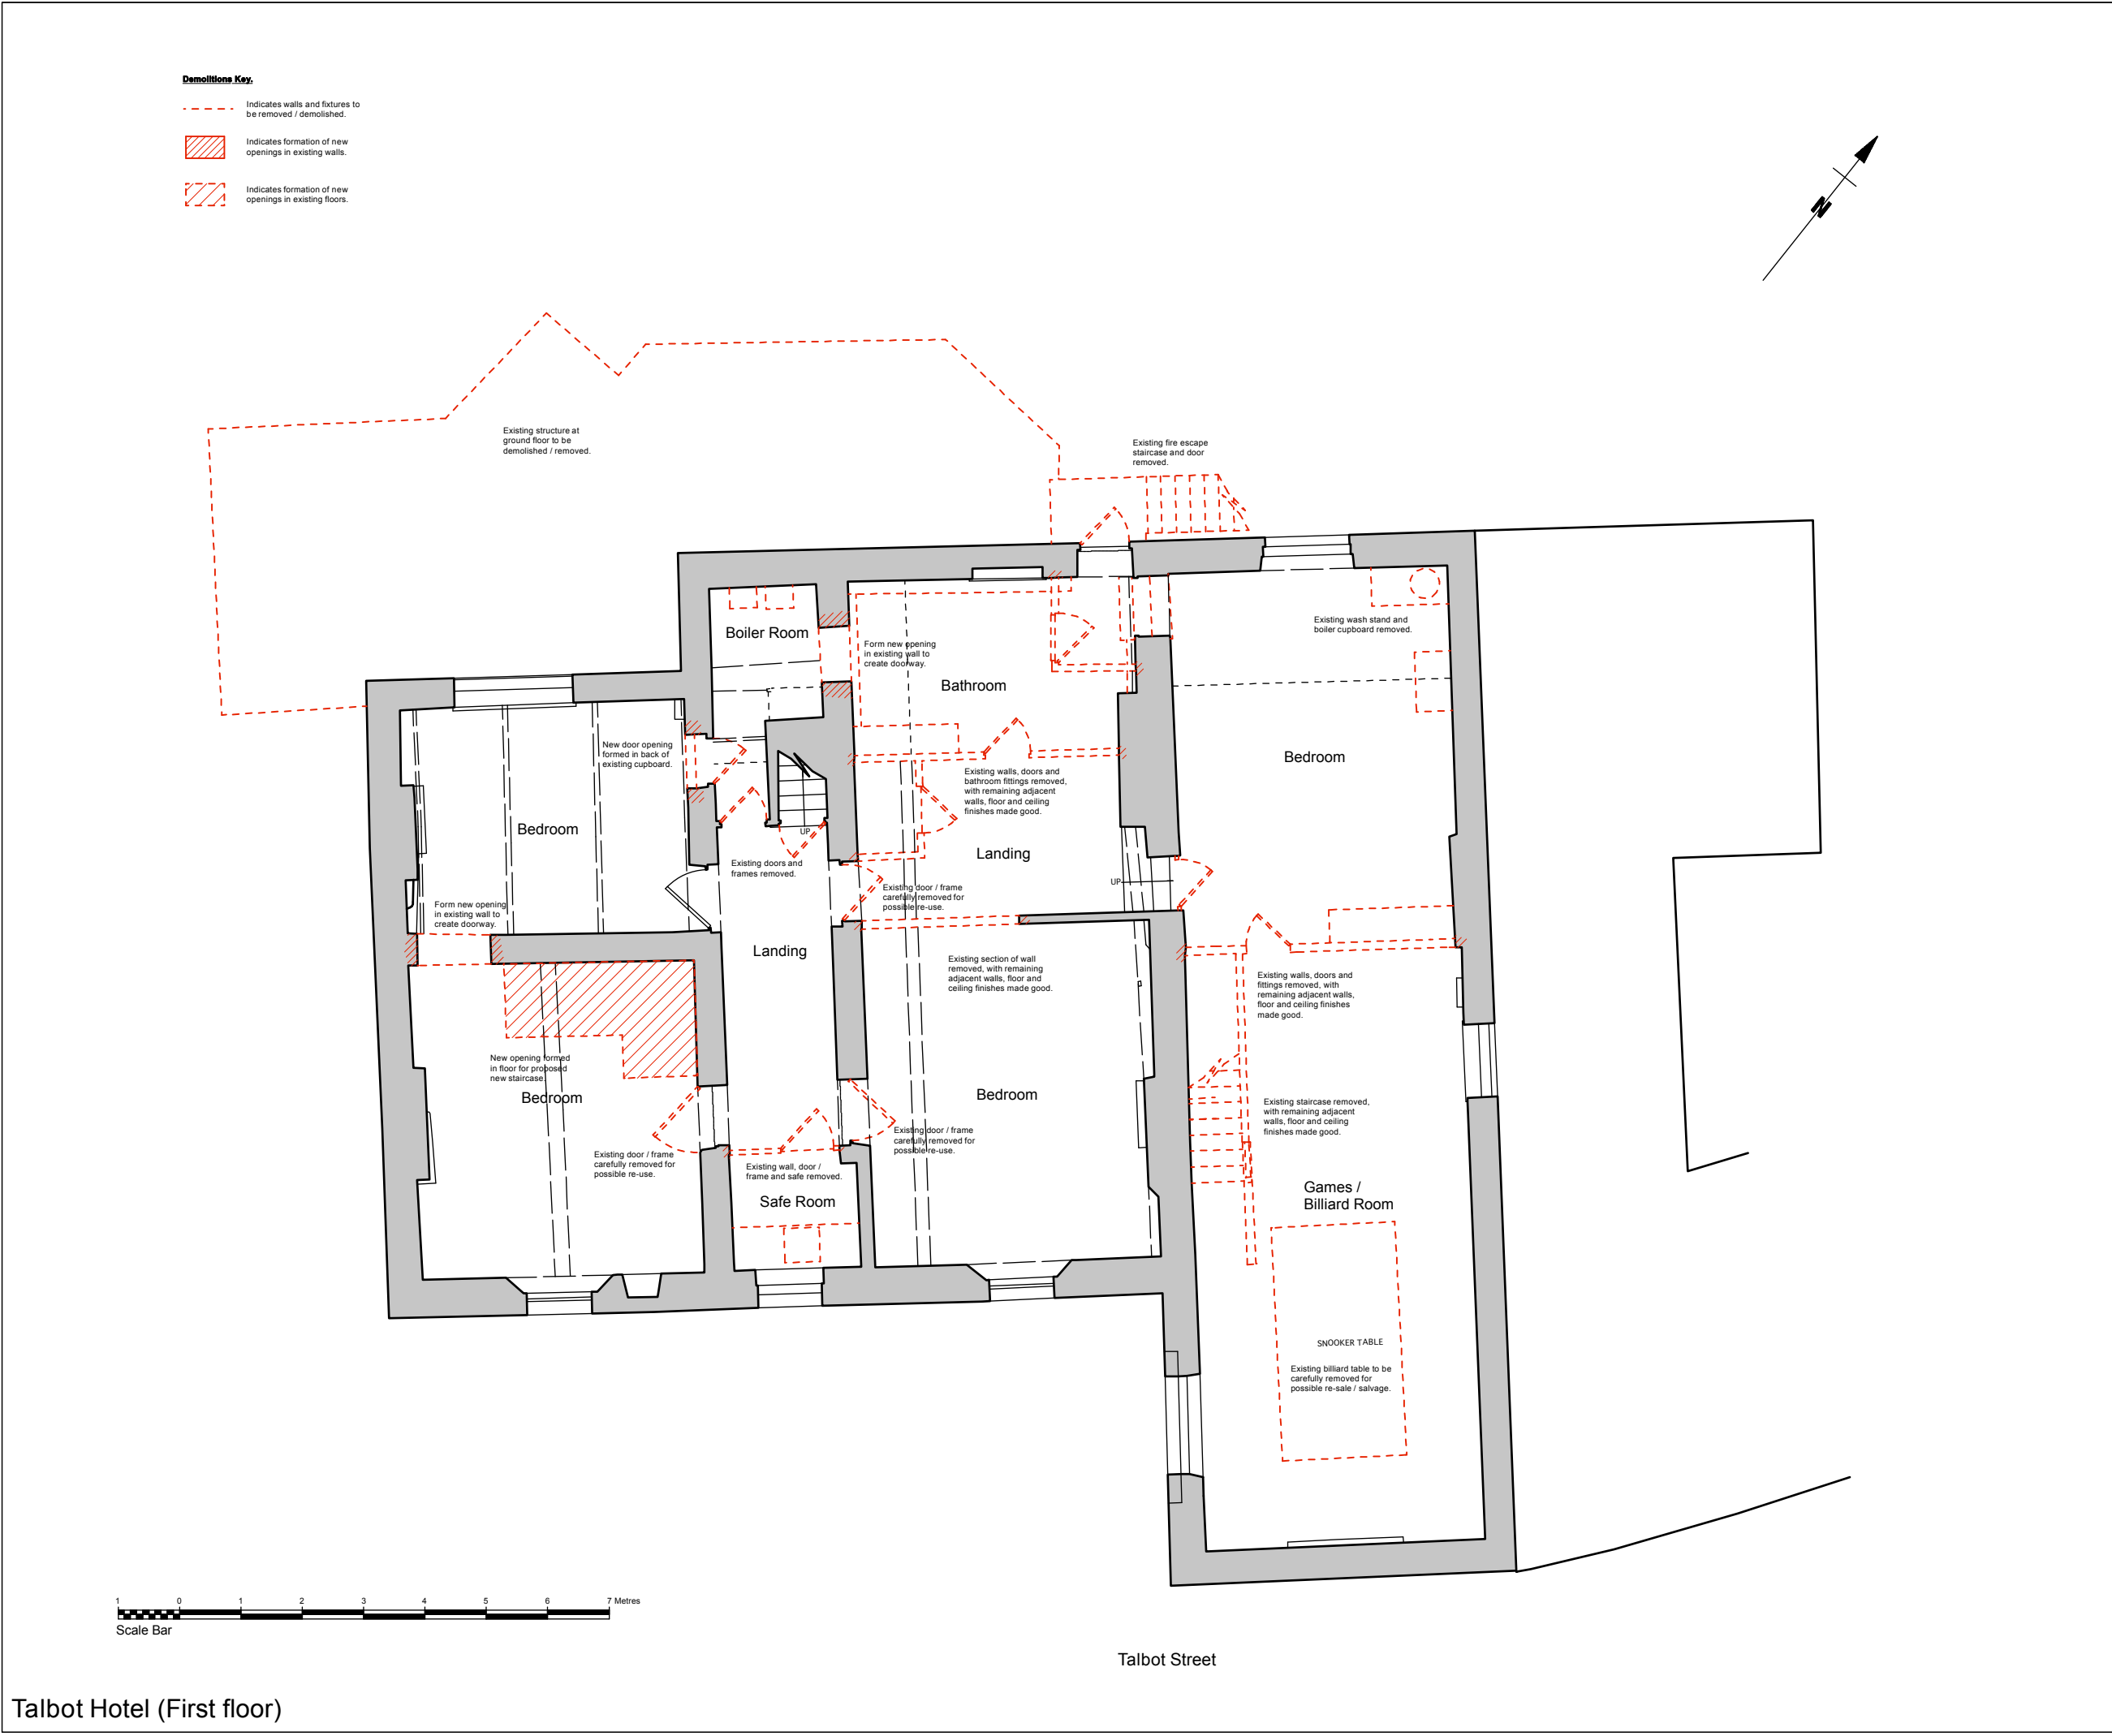 Demolitions Key.
Indicates walls and fixtures to
be removed / demolished.
Indicates formation of new
openings in existing walls.
Indicates formation of new
openings in existing floors.
N
Existing structure at
ground floor to be
demolished / removed.
Existing fire escape
staircase and door
removed.
Boiler Room
Form new opening
in existing wall to
create doorway.
Bathroom
Existing wash stand and
boiler cupboard removed.
New door opening
formed in back of
existing cupboard.
Bedroom
Existing walls, doors and
bathroom fittings removed,
with remaining adjacent
walls, floor and ceiling
finishes made good.
Bedroom
UP
Landing
Existing doors and
frames removed.
UP
Existing door / frame
carefully removed for
possible re-use.
Form new opening
in existing wall to
create doorway.
Landing
Existing section of wall
removed, with remaining
adjacent walls, floor and
ceiling finishes made good.
Existing walls, doors and
fittings removed, with
remaining adjacent walls,
floor and ceiling finishes
made good.
New opening formed
in floor for proposed
new staircase.
Bedroom
Bedroom
Existing staircase removed,
with remaining adjacent
walls, floor and ceiling
finishes made good.
Existing door / frame
carefully removed for
possible re-use.
Existing door / frame
carefully removed for
possible re-use.
Existing wall, door /
frame and safe removed.
Safe Room
Games /
Billiard Room
SNOOKER TABLE
Existing billiard table to be
carefully removed for
possible re-sale / salvage.
1 0 1 2 3 4 5 6 7 Metres
Scale Bar
Talbot Street
Talbot Hotel (First floor)